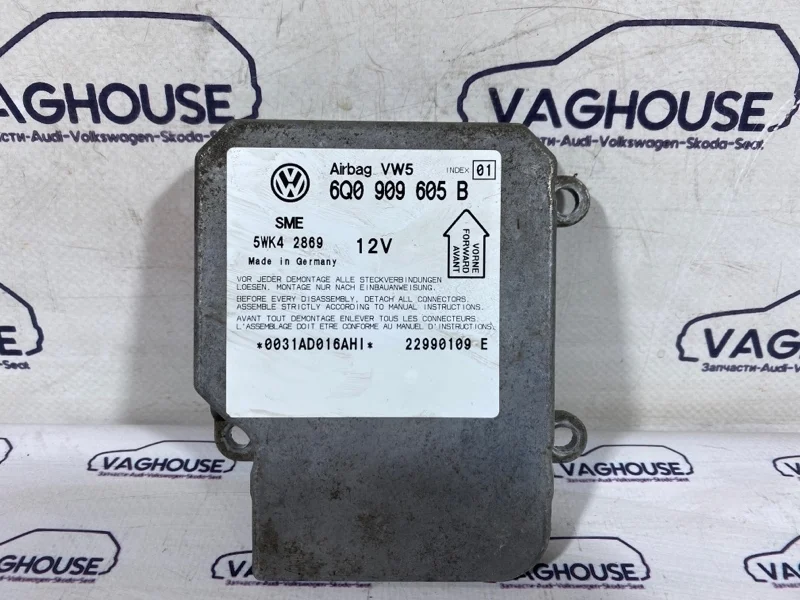 VAGHOUSE
Запчасти-Audi-Volkswagen-Skoda-Seat
VAGHOUSE
Запчасти-Audi-Volkswagen-Skoda-Seat
Airbag VW5 INDEX 01
6Q0 909 605 B
SME
5WK4 2869 12V
Made in Germany
VORNE
FORWARD
AVANT
VOR JEDER DEMONTAGE ALLE STECKVERBINDUNGEN
LOESEN, MONTAGE NUR NACH EINBAUANWEISUNG.
BEFORE EVERY DISASSEMBLY, DETACH ALL CONNECTORS.
ASSEMBLE STRICTLY ACCORDING TO MANUAL INSTRUCTIONS.
AVANT TOUT DEMONTAGE ENLEVER TOUS LES CONNECTEURS.
L'ASSEMBLAGE DOIT ETRE CONFORME AU MANUEL D'INSTRUCTIONS.
*0031AD016AHI* 22990109 E
VAGHOUSE
Запчасти-Audi-Volkswagen-Skoda-Seat
VAGHOUSE
Запчасти-Audi-Volkswagen-Skoda-Seat
VAGHOUSE
Запчасти-Audi-Volkswagen-Skoda-Seat